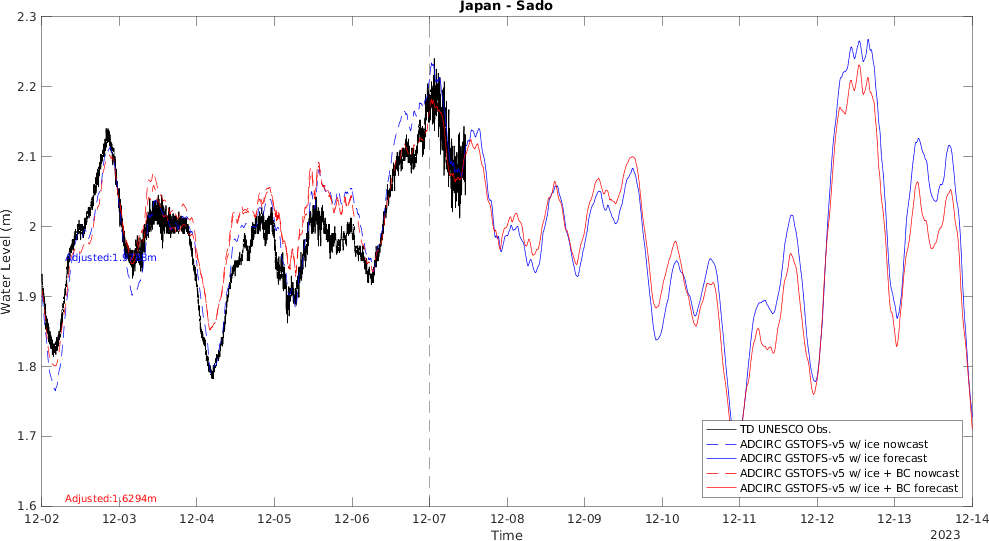 Japan - Sado
Water Level (m)
2.3
2.2
2.1
2
1.9
1.8
1.7
1.6
Adjusted:1.6294m
12-02
12-03
12-04
12-05
12-06
12-07
12-08
12-09
12-10
12-11
12-12
12-13
12-14
Time
2023
TD UNESCO Obs.
ADCIRC GSTOFS-v5 w/ ice nowcast
ADCIRC GSTOFS-v5 w/ ice forecast
ADCIRC GSTOFS-v5 w/ ice + BC nowcast
ADCIRC GSTOFS-v5 w/ ice + BC forecast